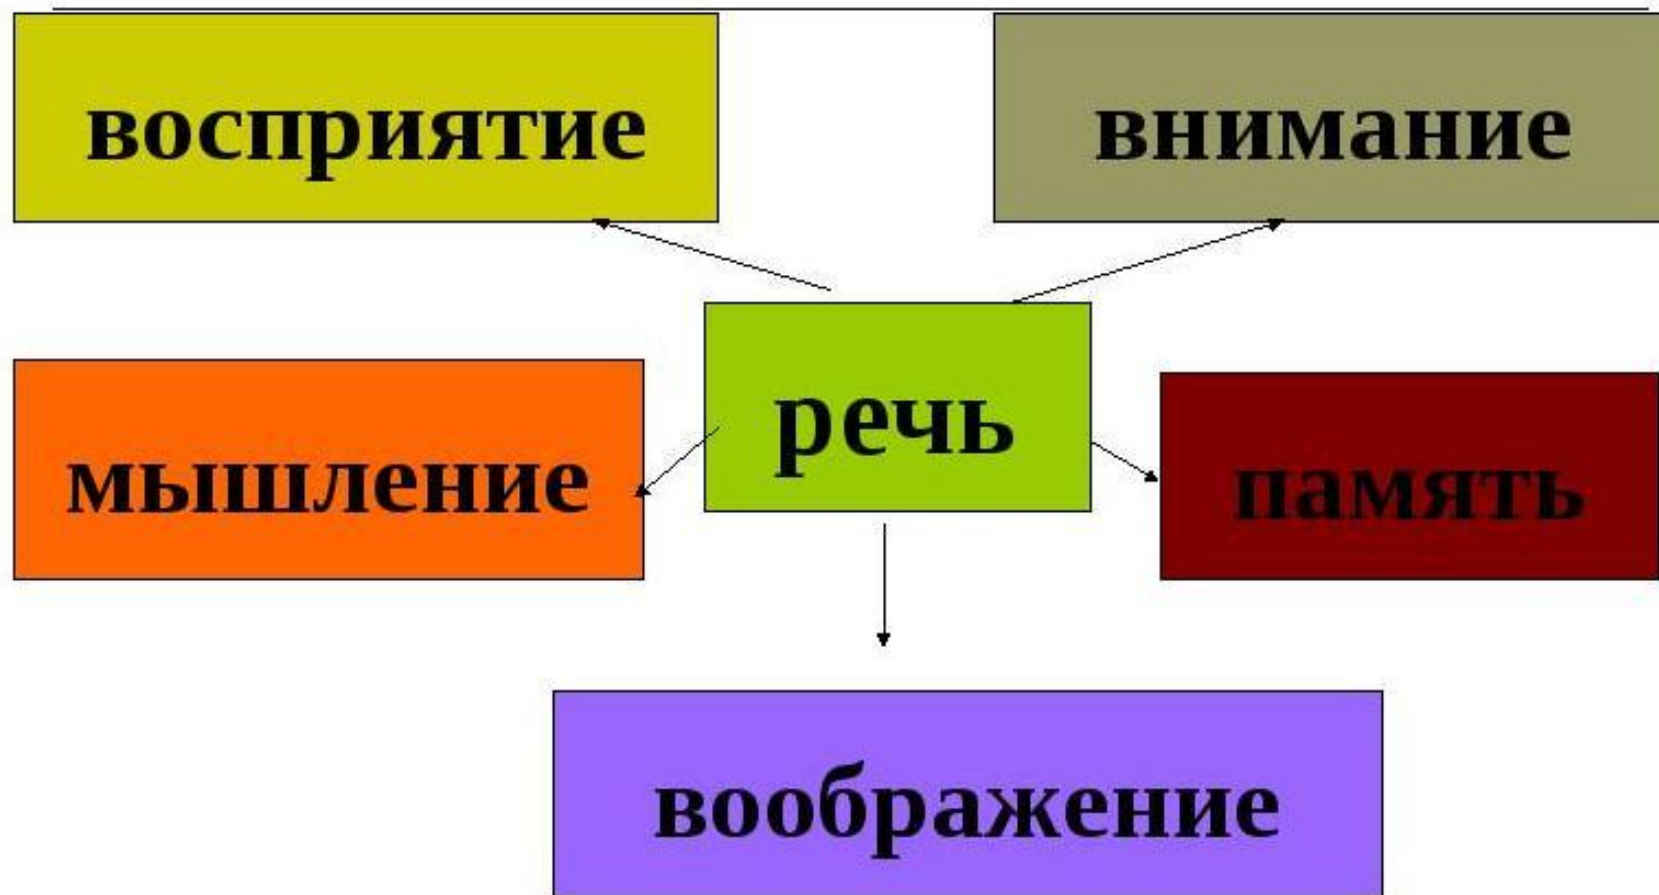 восприятие
внимание
речь
мышление
память
воображение